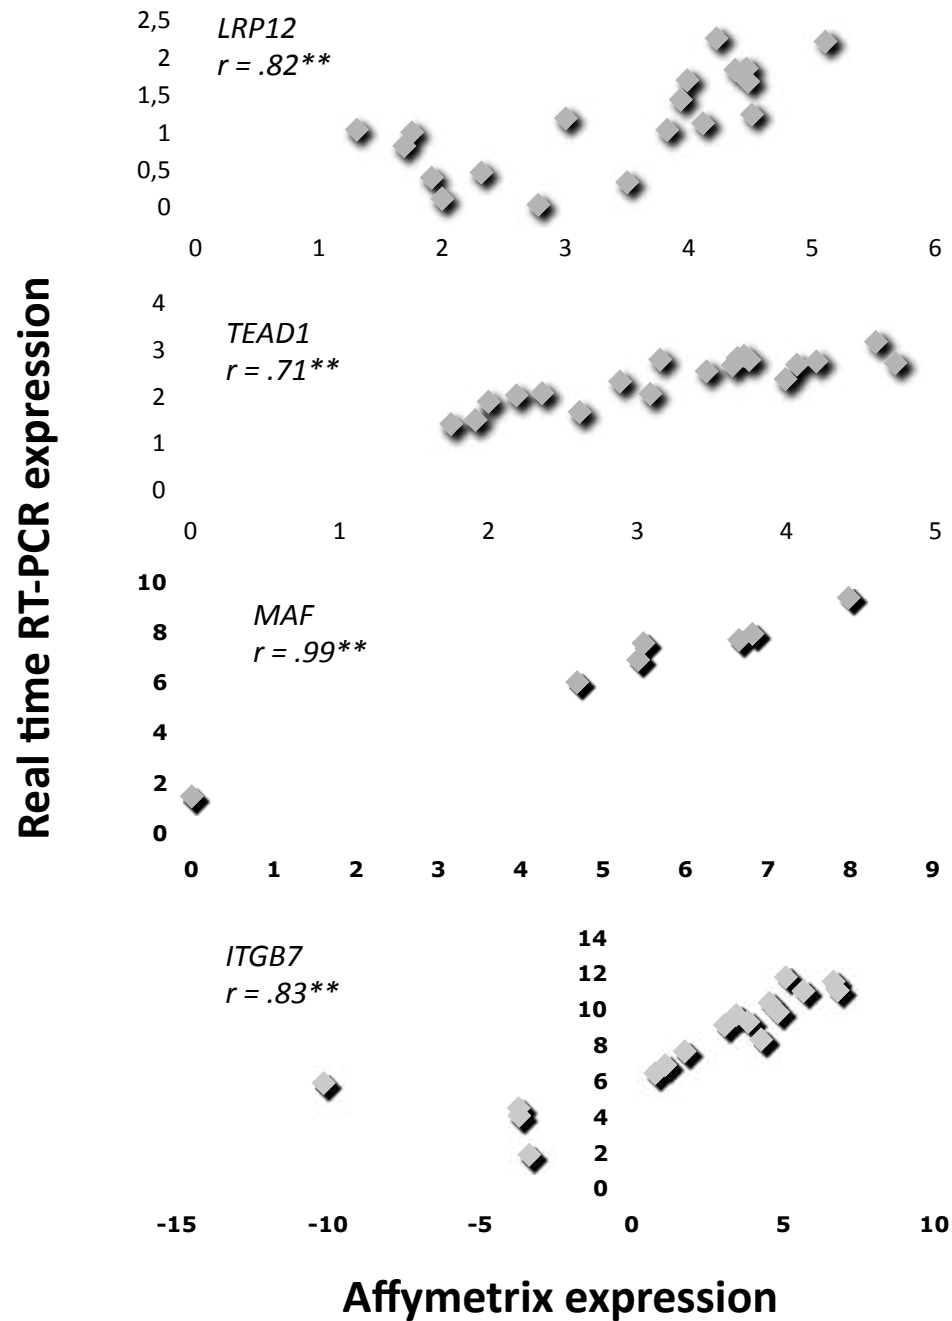 Real time RT-PCR expression
LRP12
r = .82**
2,5
2
1,5
1
0,5
0
0 1 2 3 4 5 6
TEAD1
r = .71**
4
3
2
1
0
0 1 2 3 4 5
MAF
r = .99**
10
8
6
4
2
0
0 1 2 3 4 5 6 7 8 9
ITGB7
r = .83**
14
12
10
8
6
4
2
0
-15 -10 -5 0 5 10
Affymetrix expression